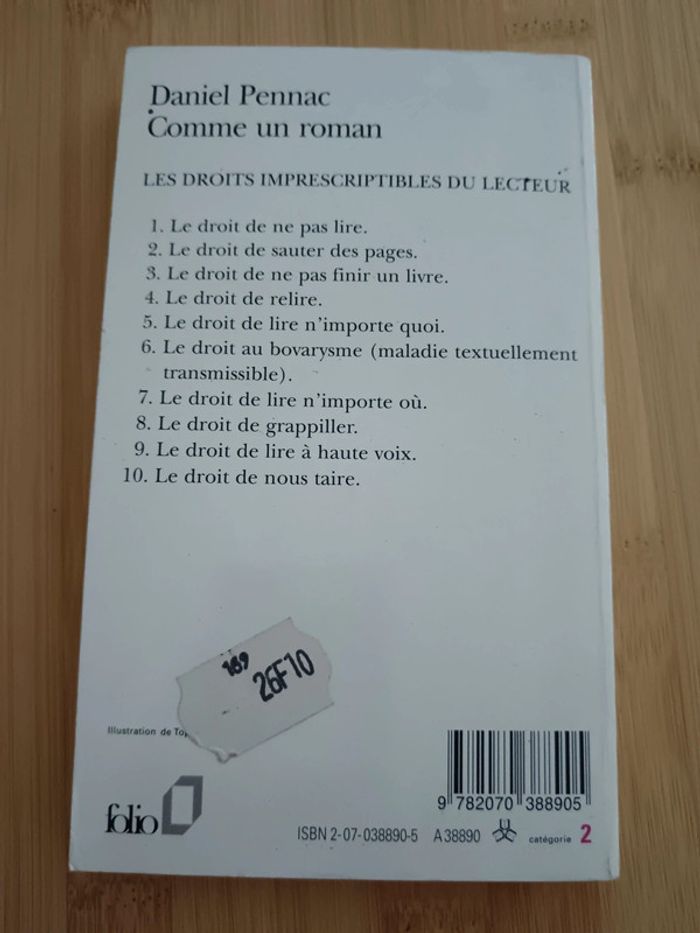 Daniel Pennac
Comme un roman
LES DROITS IMPRESCRIPTIBLES DU LECTEUR
1. Le droit de ne pas lire.
2. Le droit de sauter des pages.
3. Le droit de ne pas finir un livre.
4. Le droit de relire.
5. Le droit de lire n'importe quoi.
6. Le droit au bovarysme (maladie textuellement
transmissible).
7. Le droit de lire n'importe où.
8. Le droit de grappiller.
9. Le droit de lire à haute voix.
10. Le droit de nous taire.
26F10
Illustration de
9 782070 388905
folio
ISBN 2-07-038890-5 A 38890 catégorie 2